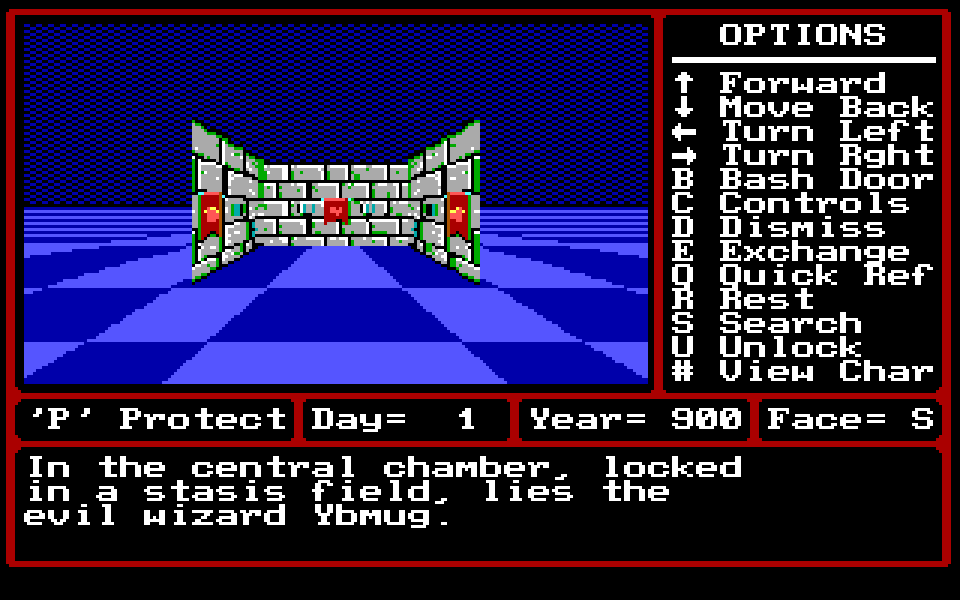 OPTIONS
↑ Forward
↓ Move Back
← Turn Left
→ Turn Rght
B Bash Door
C Controls
D Dismiss
E Exchange
Q Quick Ref
R Rest
S Search
U Unlock
# View Char
'P' Protect Day= 1 Year= 900 Face= S
In the central chamber, locked
in a stasis field, lies the
evil wizard Ybmug.